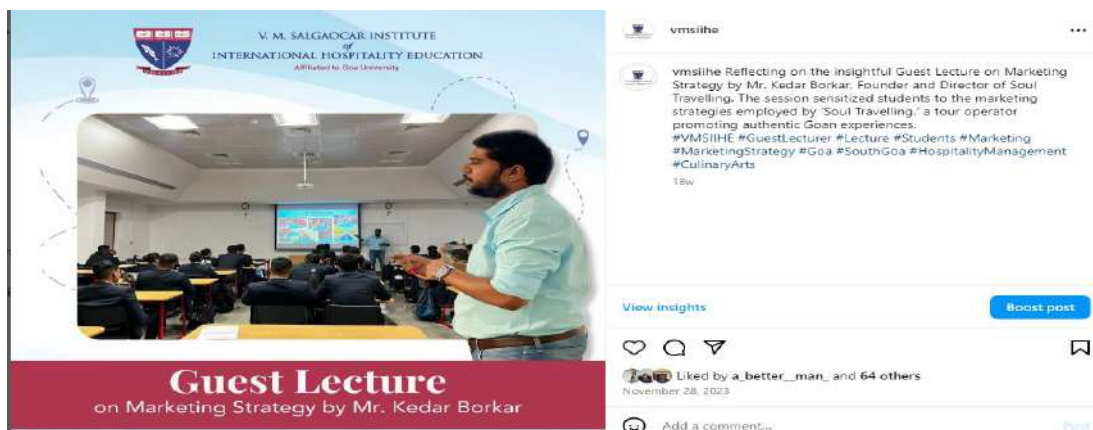 V. M. SALGAOCAR INSTITUTE
of
INTERNATIONAL HOSPITALITY EDUCATION
Affiliated to Goa University
Guest Lecture
on Marketing Strategy by Mr. Kedar Borkar
vmsiihe
vmsiihe Reflecting on the insightful Guest Lecture on Marketing
Strategy by Mr. Kedar Borkar, Founder and Director of Soul
Travelling. The session sensitized students to the marketing
strategies employed by 'Soul Travelling,' a tour operator
promoting authentic Goan experiences.
#VMSIIHE #GuestLecturer #Lecture #Students #Marketing
#MarketingStrategy #Goa #SouthGoa #HospitalityManagement
#CulinaryArts
18w
View insights
Boost post
Liked by a_better__man_ and 64 others
November 28, 2023
Add a comment...
Post